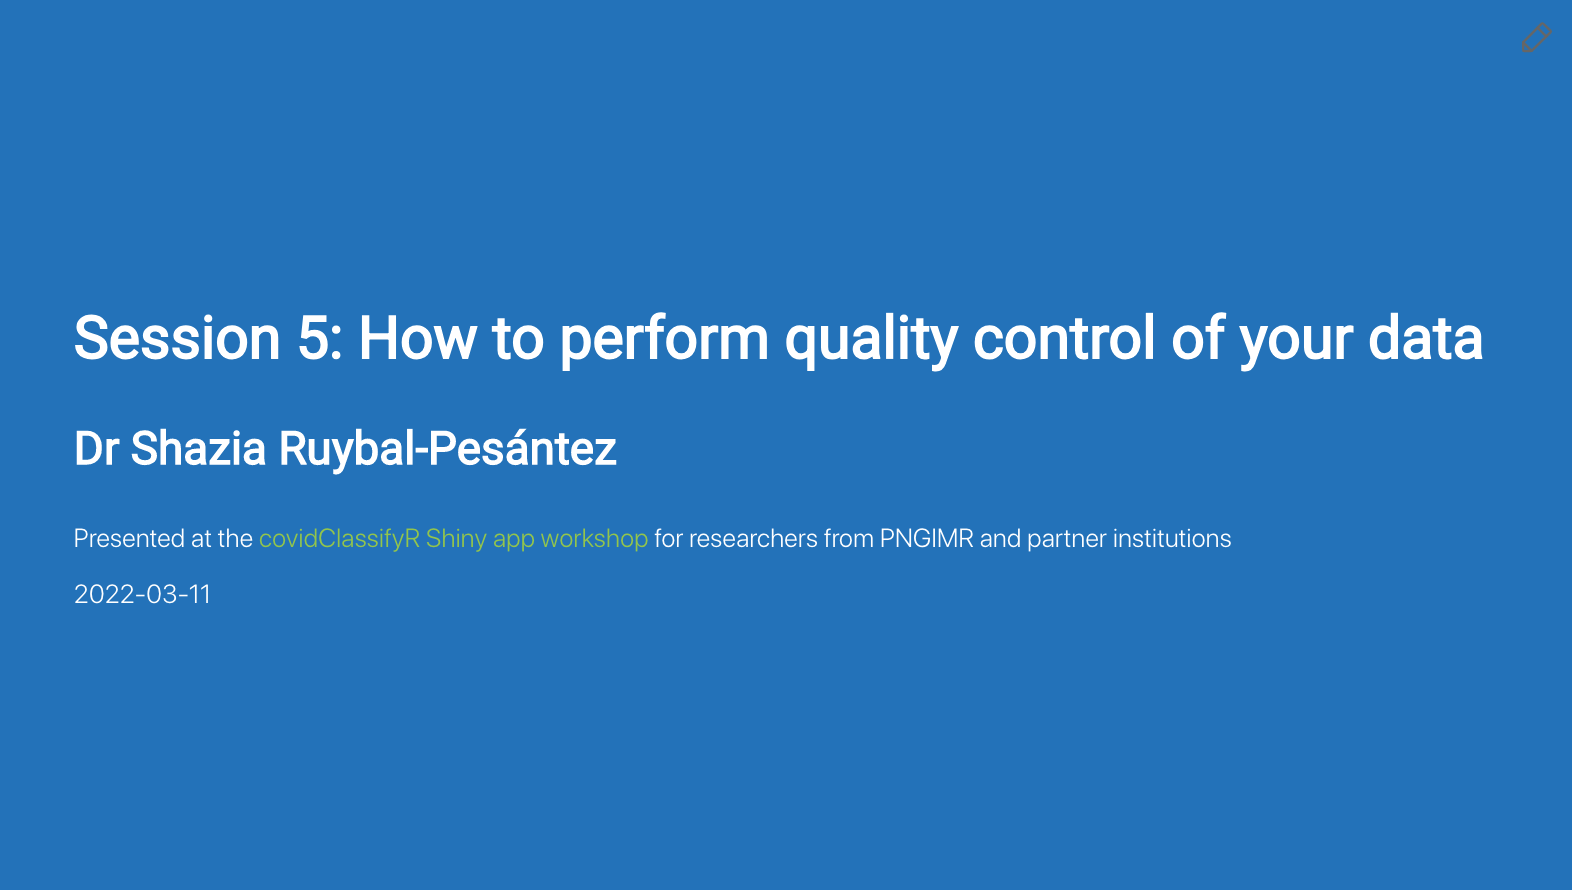 Session 5: How to perform quality control of your data
Dr Shazia Ruybal-Pesántez
Presented at the covidClassifyR Shiny app workshop for researchers from PNGIMR and partner institutions
2022-03-11